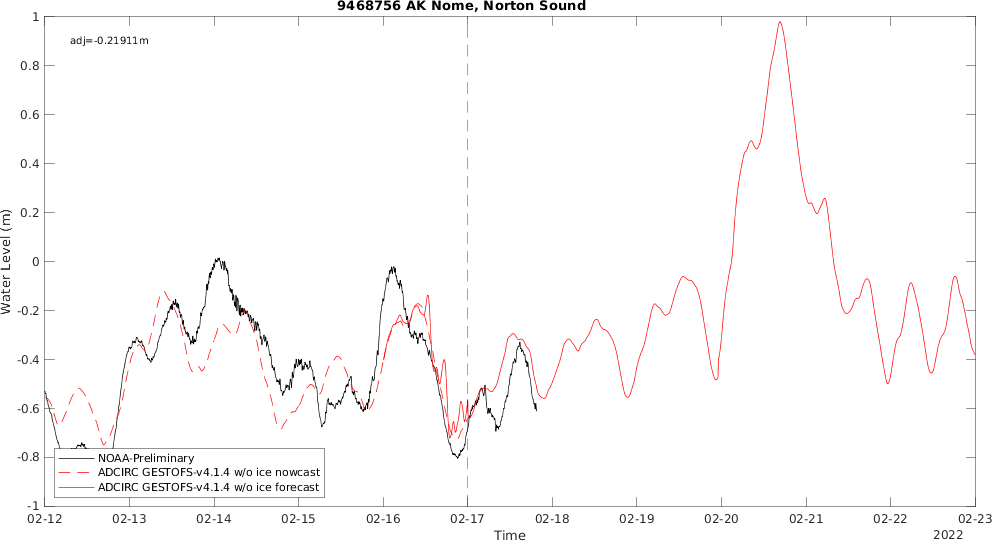 9468756 AK Nome, Norton Sound
adj=-0.21911m
1
0.8
0.6
0.4
0.2
0
-0.2
-0.4
-0.6
-0.8
-1
Water Level (m)
NOAA-Preliminary
ADCIRC GESTOFS-v4.1.4 w/o ice nowcast
ADCIRC GESTOFS-v4.1.4 w/o ice forecast
02-12 02-13 02-14 02-15 02-16 02-17 02-18 02-19 02-20 02-21 02-22 02-23
Time
2022